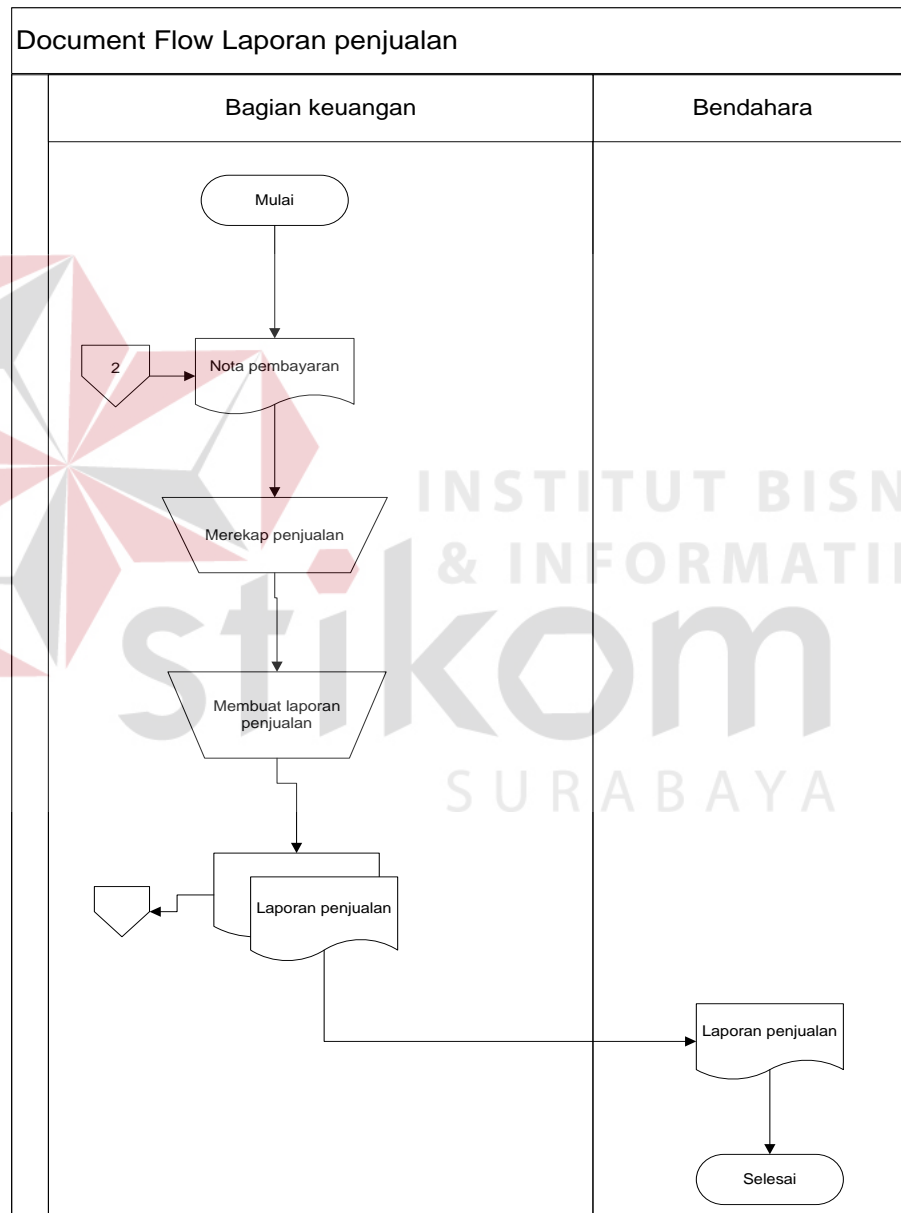 Document Flow Laporan penjualan
Bagian keuangan
Bendahara
Mulai
2
Nota pembayaran
Merekap penjualan
Membuat laporan
penjualan
Laporan penjualan
Laporan penjualan
Selesai
INSTITUT BISN
& INFORMATI
stikom
SURABAYA